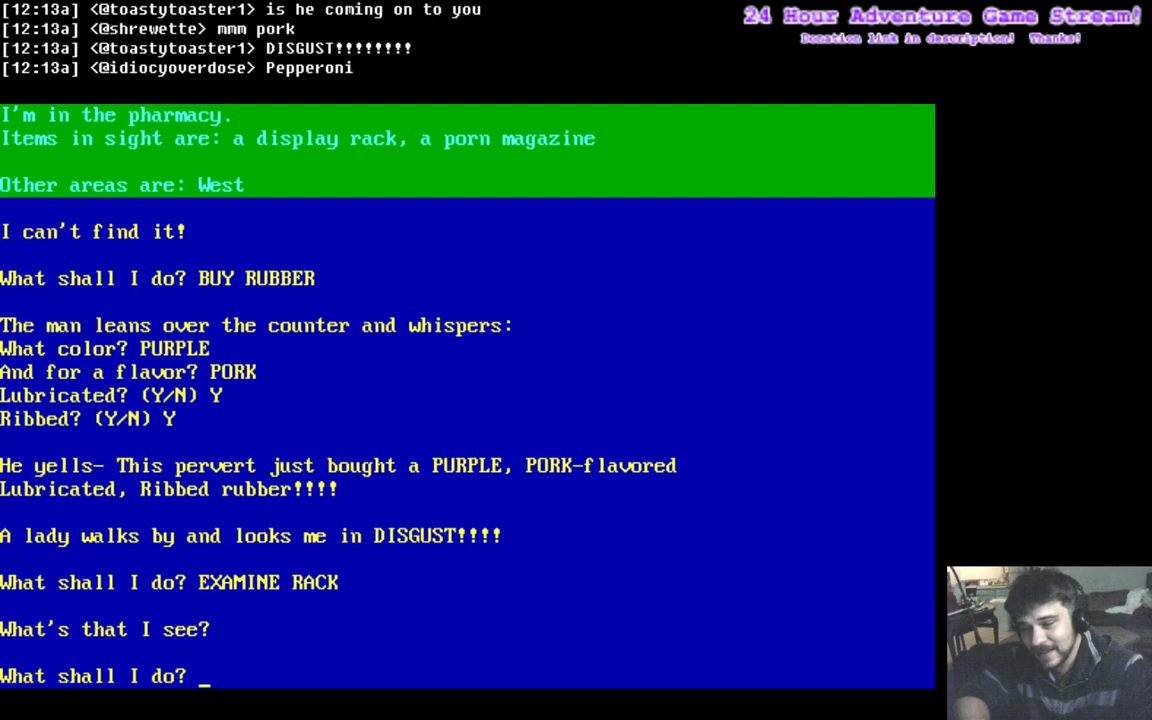 [12:13a] <@toastytoaster1> is he coming on to you
[12:13a] <@shrewette> mmm pork
[12:13a] <@toastytoaster1> DISGUST!!!!!!!!
[12:13a] <@idiocyoverdose> Pepperoni
24 Hour Adventure Game Stream!
Donation link in description! Thanks!
I'm in the pharmacy.
Items in sight are: a display rack, a porn magazine
Other areas are: West
I can't find it!
What shall I do? BUY RUBBER
The man leans over the counter and whispers:
What color? PURPLE
And for a flavor? PORK
Lubricated? (Y/N) Y
Ribbed? (Y/N) Y
He yells- This pervert just bought a PURPLE, PORK-flavored
Lubricated, Ribbed rubber!!!!
A lady walks by and looks me in DISGUST!!!!
What shall I do? EXAMINE RACK
What's that I see?
What shall I do? _